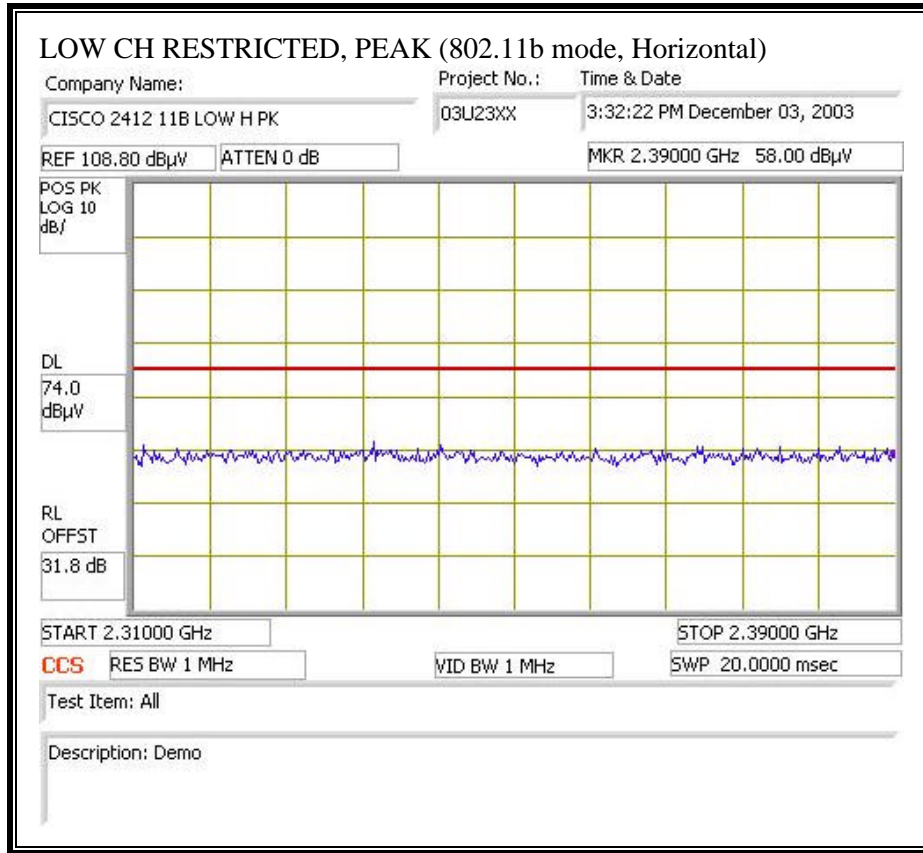 LOW CH RESTRICTED, PEAK (802.11b mode, Horizontal)
Company Name:
Project No.:
Time & Date
CISCO 2412 11B LOW H PK
03U23XX
3:32:22 PM December 03, 2003
REF 108.80 dBµV
ATTEN 0 dB
MKR 2.39000 GHz 58.00 dBµV
POS PK
LOG 10
dB/
DL
74.0
dBµV
RL
OFFST
31.8 dB
START 2.31000 GHz
STOP 2.39000 GHz
CCS
RES BW 1 MHz
VID BW 1 MHz
SWP 20.0000 msec
Test Item: All
Description: Demo